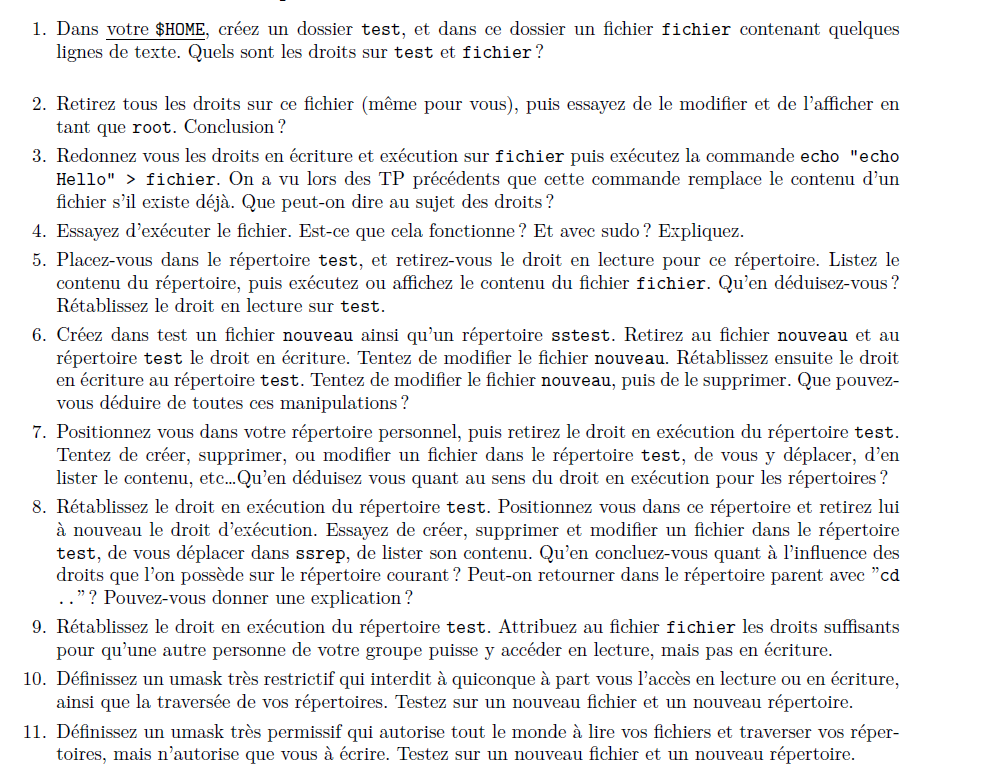 1. Dans votre $HOME, créez un dossier test, et dans ce dossier un fichier fichier contenant quelques
lignes de texte. Quels sont les droits sur test et fichier ?
2. Retirez tous les droits sur ce fichier (même pour vous), puis essayez de le modifier et de l'afficher en
tant que root. Conclusion ?
3. Redonnez vous les droits en écriture et exécution sur fichier puis exécutez la commande echo "echo
Hello" > fichier. On a vu lors des TP précédents que cette commande remplace le contenu d'un
fichier s'il existe déjà. Que peut-on dire au sujet des droits ?
4. Essayez d'exécuter le fichier. Est-ce que cela fonctionne ? Et avec sudo ? Expliquez.
5. Placez-vous dans le répertoire test, et retirez-vous le droit en lecture pour ce répertoire. Listez le
contenu du répertoire, puis exécutez ou affichez le contenu du fichier fichier. Qu'en déduisez-vous ?
Rétablissez le droit en lecture sur test.
6. Créez dans test un fichier nouveau ainsi qu'un répertoire sstest. Retirez au fichier nouveau et au
répertoire test le droit en écriture. Tentez de modifier le fichier nouveau. Rétablissez ensuite le droit
en écriture au répertoire test. Tentez de modifier le fichier nouveau, puis de le supprimer. Que pouvez-
vous déduire de toutes ces manipulations ?
7. Positionnez vous dans votre répertoire personnel, puis retirez le droit en exécution du répertoire test.
Tentez de créer, supprimer, ou modifier un fichier dans le répertoire test, de vous y déplacer, d'en
lister le contenu, etc…Qu'en déduisez vous quant au sens du droit en exécution pour les répertoires ?
8. Rétablissez le droit en exécution du répertoire test. Positionnez vous dans ce répertoire et retirez lui
à nouveau le droit d'exécution. Essayez de créer, supprimer et modifier un fichier dans le répertoire
test, de vous déplacer dans ssrep, de lister son contenu. Qu'en concluez-vous quant à l'influence des
droits que l'on possède sur le répertoire courant ? Peut-on retourner dans le répertoire parent avec "cd
.." ? Pouvez-vous donner une explication ?
9. Rétablissez le droit en exécution du répertoire test. Attribuez au fichier fichier les droits suffisants
pour qu'une autre personne de votre groupe puisse y accéder en lecture, mais pas en écriture.
10. Définissez un umask très restrictif qui interdit à quiconque à part vous l'accès en lecture ou en écriture,
ainsi que la traversée de vos répertoires. Testez sur un nouveau fichier et un nouveau répertoire.
11. Définissez un umask très permissif qui autorise tout le monde à lire vos fichiers et traverser vos réper-
toires, mais n'autorise que vous à écrire. Testez sur un nouveau fichier et un nouveau répertoire.